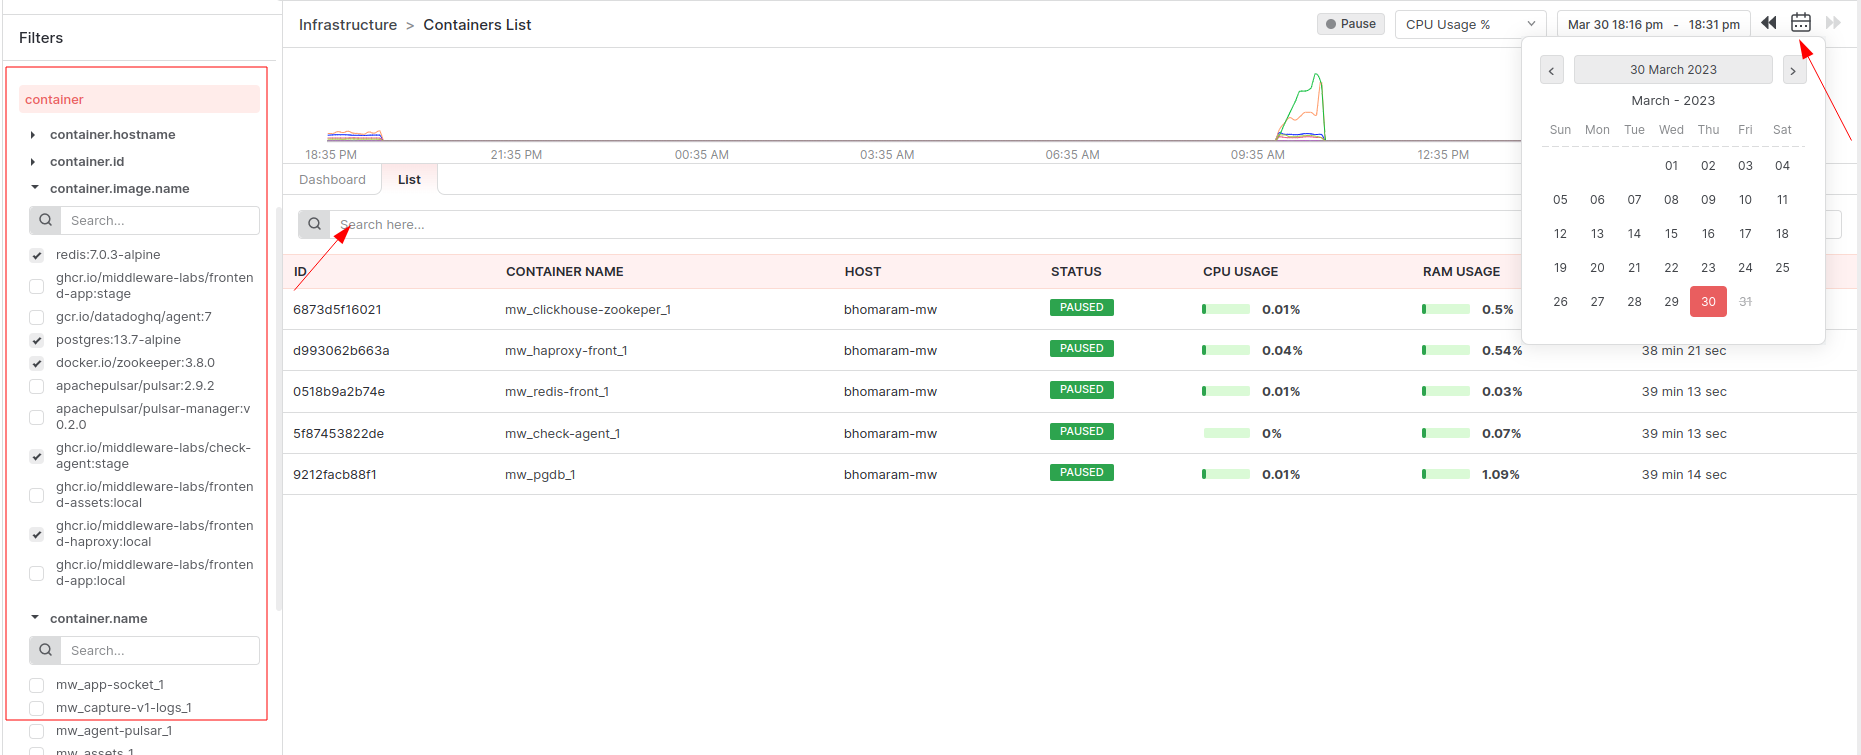 Filters
container
container.hostname
container.id
container.image.name
Search...
redis:7.0.3-alpine
ghcr.io/middleware-labs/fronten
d-app:stage
gcr.io/datadoghq/agent:7
postgres:13.7-alpine
docker.io/zookeeper:3.8.0
apachepulsar/pulsar:2.9.2
apachepulsar/pulsar-manager:v
0.2.0
ghcr.io/middleware-labs/check-
agent:stage
ghcr.io/middleware-labs/fronten
d-assets:local
ghcr.io/middleware-labs/fronten
d-haproxy:local
ghcr.io/middleware-labs/fronten
d-app:local
container.name
Search...
mw_app-socket_1
mw_capture-v1-logs_1
mw_agent-pulsar_1
mw_assets_1
Infrastructure > Containers List
Pause
CPU Usage %
Mar 30 18:16 pm - 18:31 pm
18:35 PM 21:35 PM 00:35 AM 03:35 AM 06:35 AM 09:35 AM 12:35 PM
Dashboard List
Search here...
ID CONTAINER NAME HOST STATUS CPU USAGE RAM USAGE
6873d5f16021 mw_clickhouse-zookeper_1 bhomaram-mw PAUSED 0.01% 0.5%
d993062b663a mw_haproxy-front_1 bhomaram-mw PAUSED 0.04% 0.54% 38 min 21 sec
0518b9a2b74e mw_redis-front_1 bhomaram-mw PAUSED 0.01% 0.03% 39 min 13 sec
5f87453822de mw_check-agent_1 bhomaram-mw PAUSED 0% 0.07% 39 min 13 sec
9212facb88f1 mw_pgdb_1 bhomaram-mw PAUSED 0.01% 1.09% 39 min 14 sec
< 30 March 2023 >
March - 2023
Sun Mon Tue Wed Thu Fri Sat
01 02 03 04
05 06 07 08 09 10 11
12 13 14 15 16 17 18
19 20 21 22 23 24 25
26 27 28 29 30 31